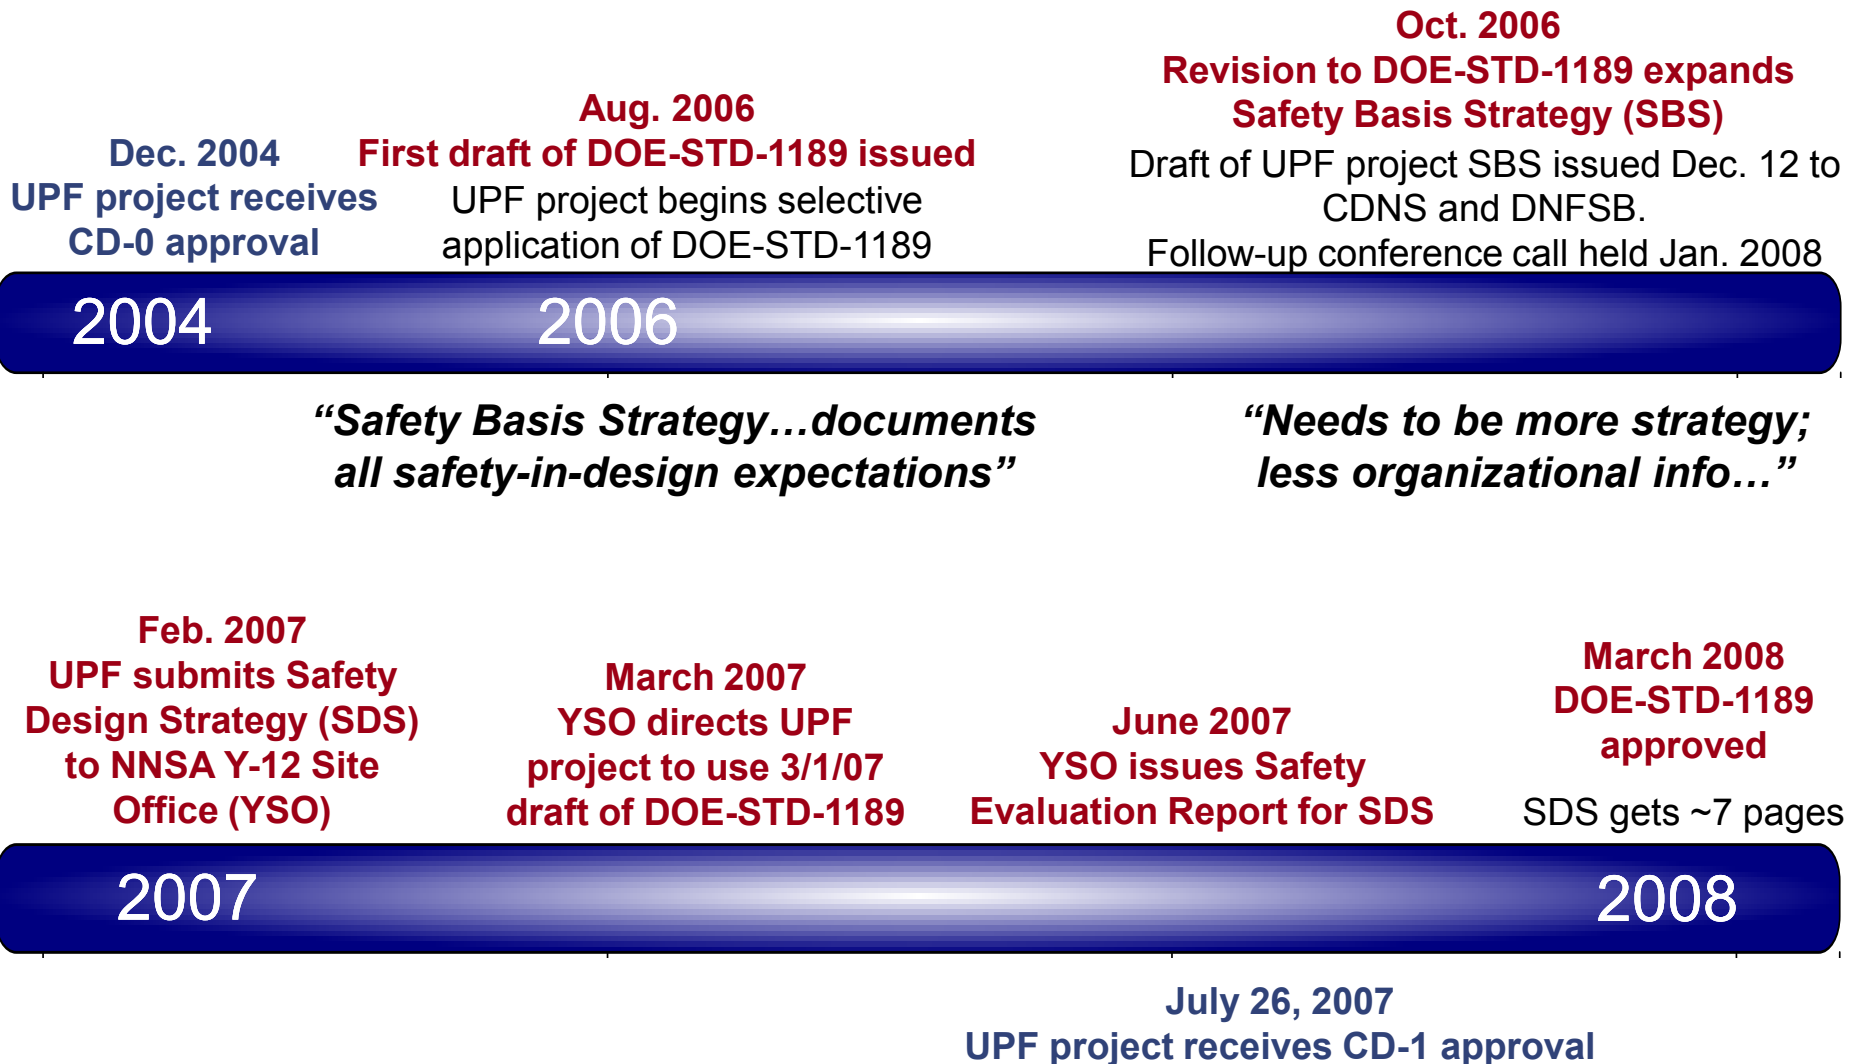 Dec. 2004
UPF project receives
CD-0 approval
Aug. 2006
First draft of DOE-STD-1189 issued
UPF project begins selective
application of DOE-STD-1189
Oct. 2006
Revision to DOE-STD-1189 expands
Safety Basis Strategy (SBS)
Draft of UPF project SBS issued Dec. 12 to
CDNS and DNFSB.
Follow-up conference call held Jan. 2008
2004
2006
“Safety Basis Strategy…documents
all safety-in-design expectations”
“Needs to be more strategy;
less organizational info…”
Feb. 2007
UPF submits Safety
Design Strategy (SDS)
to NNSA Y-12 Site
Office (YSO)
March 2007
YSO directs UPF
project to use 3/1/07
draft of DOE-STD-1189
June 2007
YSO issues Safety
Evaluation Report for SDS
March 2008
DOE-STD-1189
approved
SDS gets ~7 pages
2007
2008
July 26, 2007
UPF project receives CD-1 approval